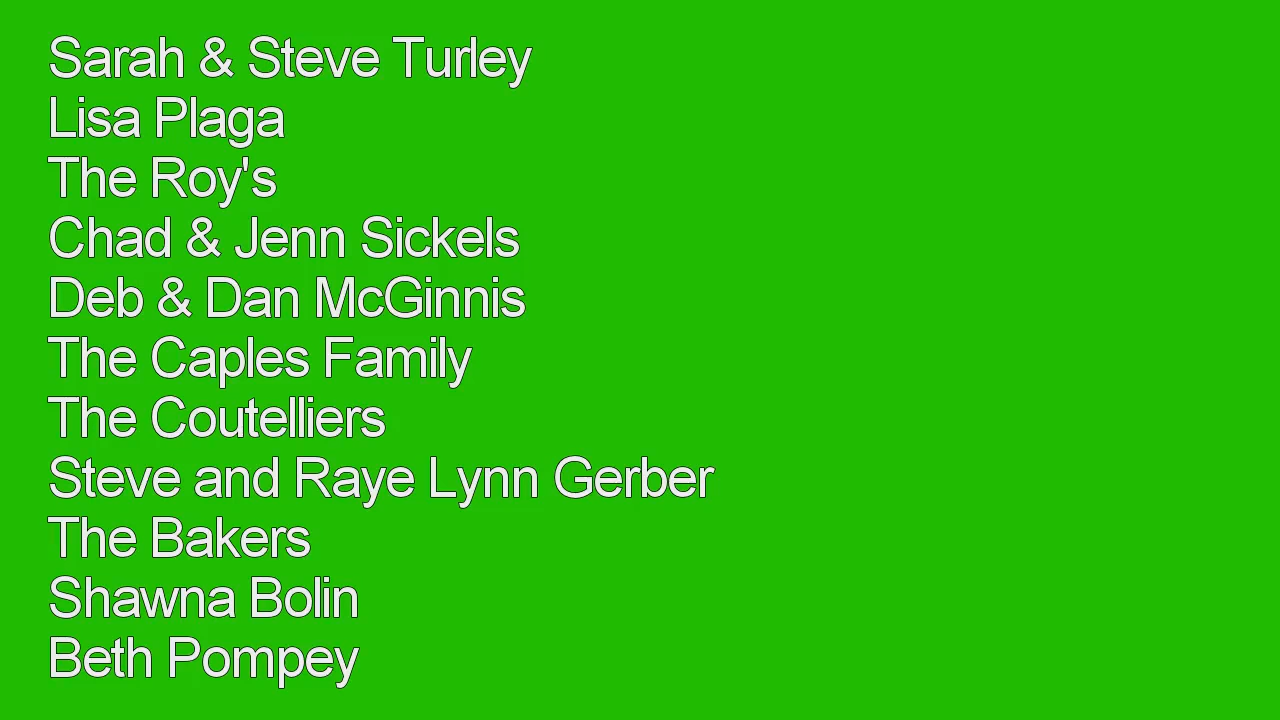 Sarah & Steve Turley
Lisa Plaga
The Roy's
Chad & Jenn Sickels
Deb & Dan McGinnis
The Caples Family
The Coutelliers
Steve and Raye Lynn Gerber
The Bakers
Shawna Bolin
Beth Pompey